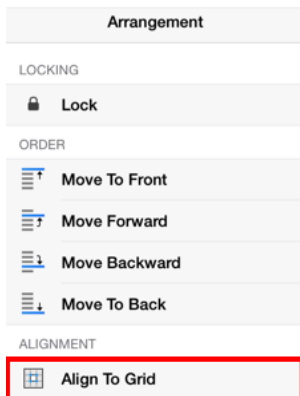 Arrangement
LOCKING
Lock
ORDER
Move To Front
Move Forward
Move Backward
Move To Back
ALIGNMENT
Align To Grid